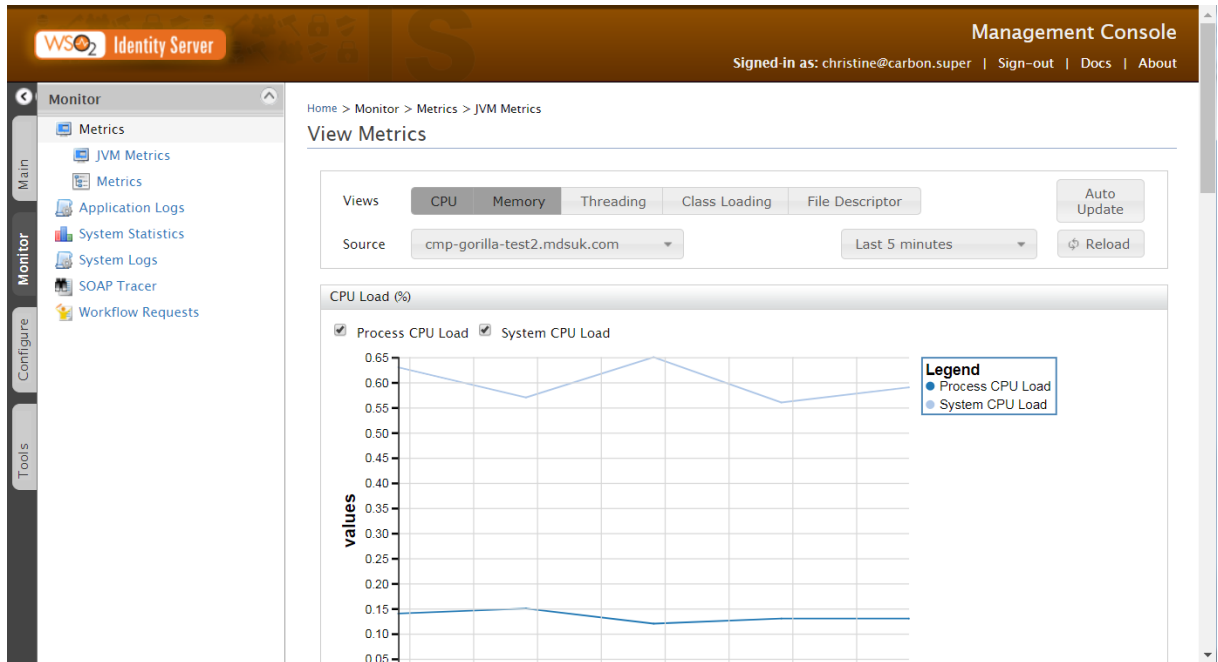 WSO2 Identity Server
Management Console
Signed-in as: christine@carbon.super | Sign-out | Docs | About
Main
Monitor
Configure
Tools
Monitor
Metrics
JVM Metrics
Metrics
Application Logs
System Statistics
System Logs
SOAP Tracer
Workflow Requests
Home > Monitor > Metrics > JVM Metrics
View Metrics
Views CPU Memory Threading Class Loading File Descriptor
Auto Update
Source cmp-gorilla-test2.mdsuk.com Last 5 minutes Reload
CPU Load (%)
Process CPU Load System CPU Load
0.65
0.60
0.55
0.50
0.45
0.40
0.35
0.30
0.25
0.20
0.15
0.10
0.05
values
Legend
Process CPU Load
System CPU Load